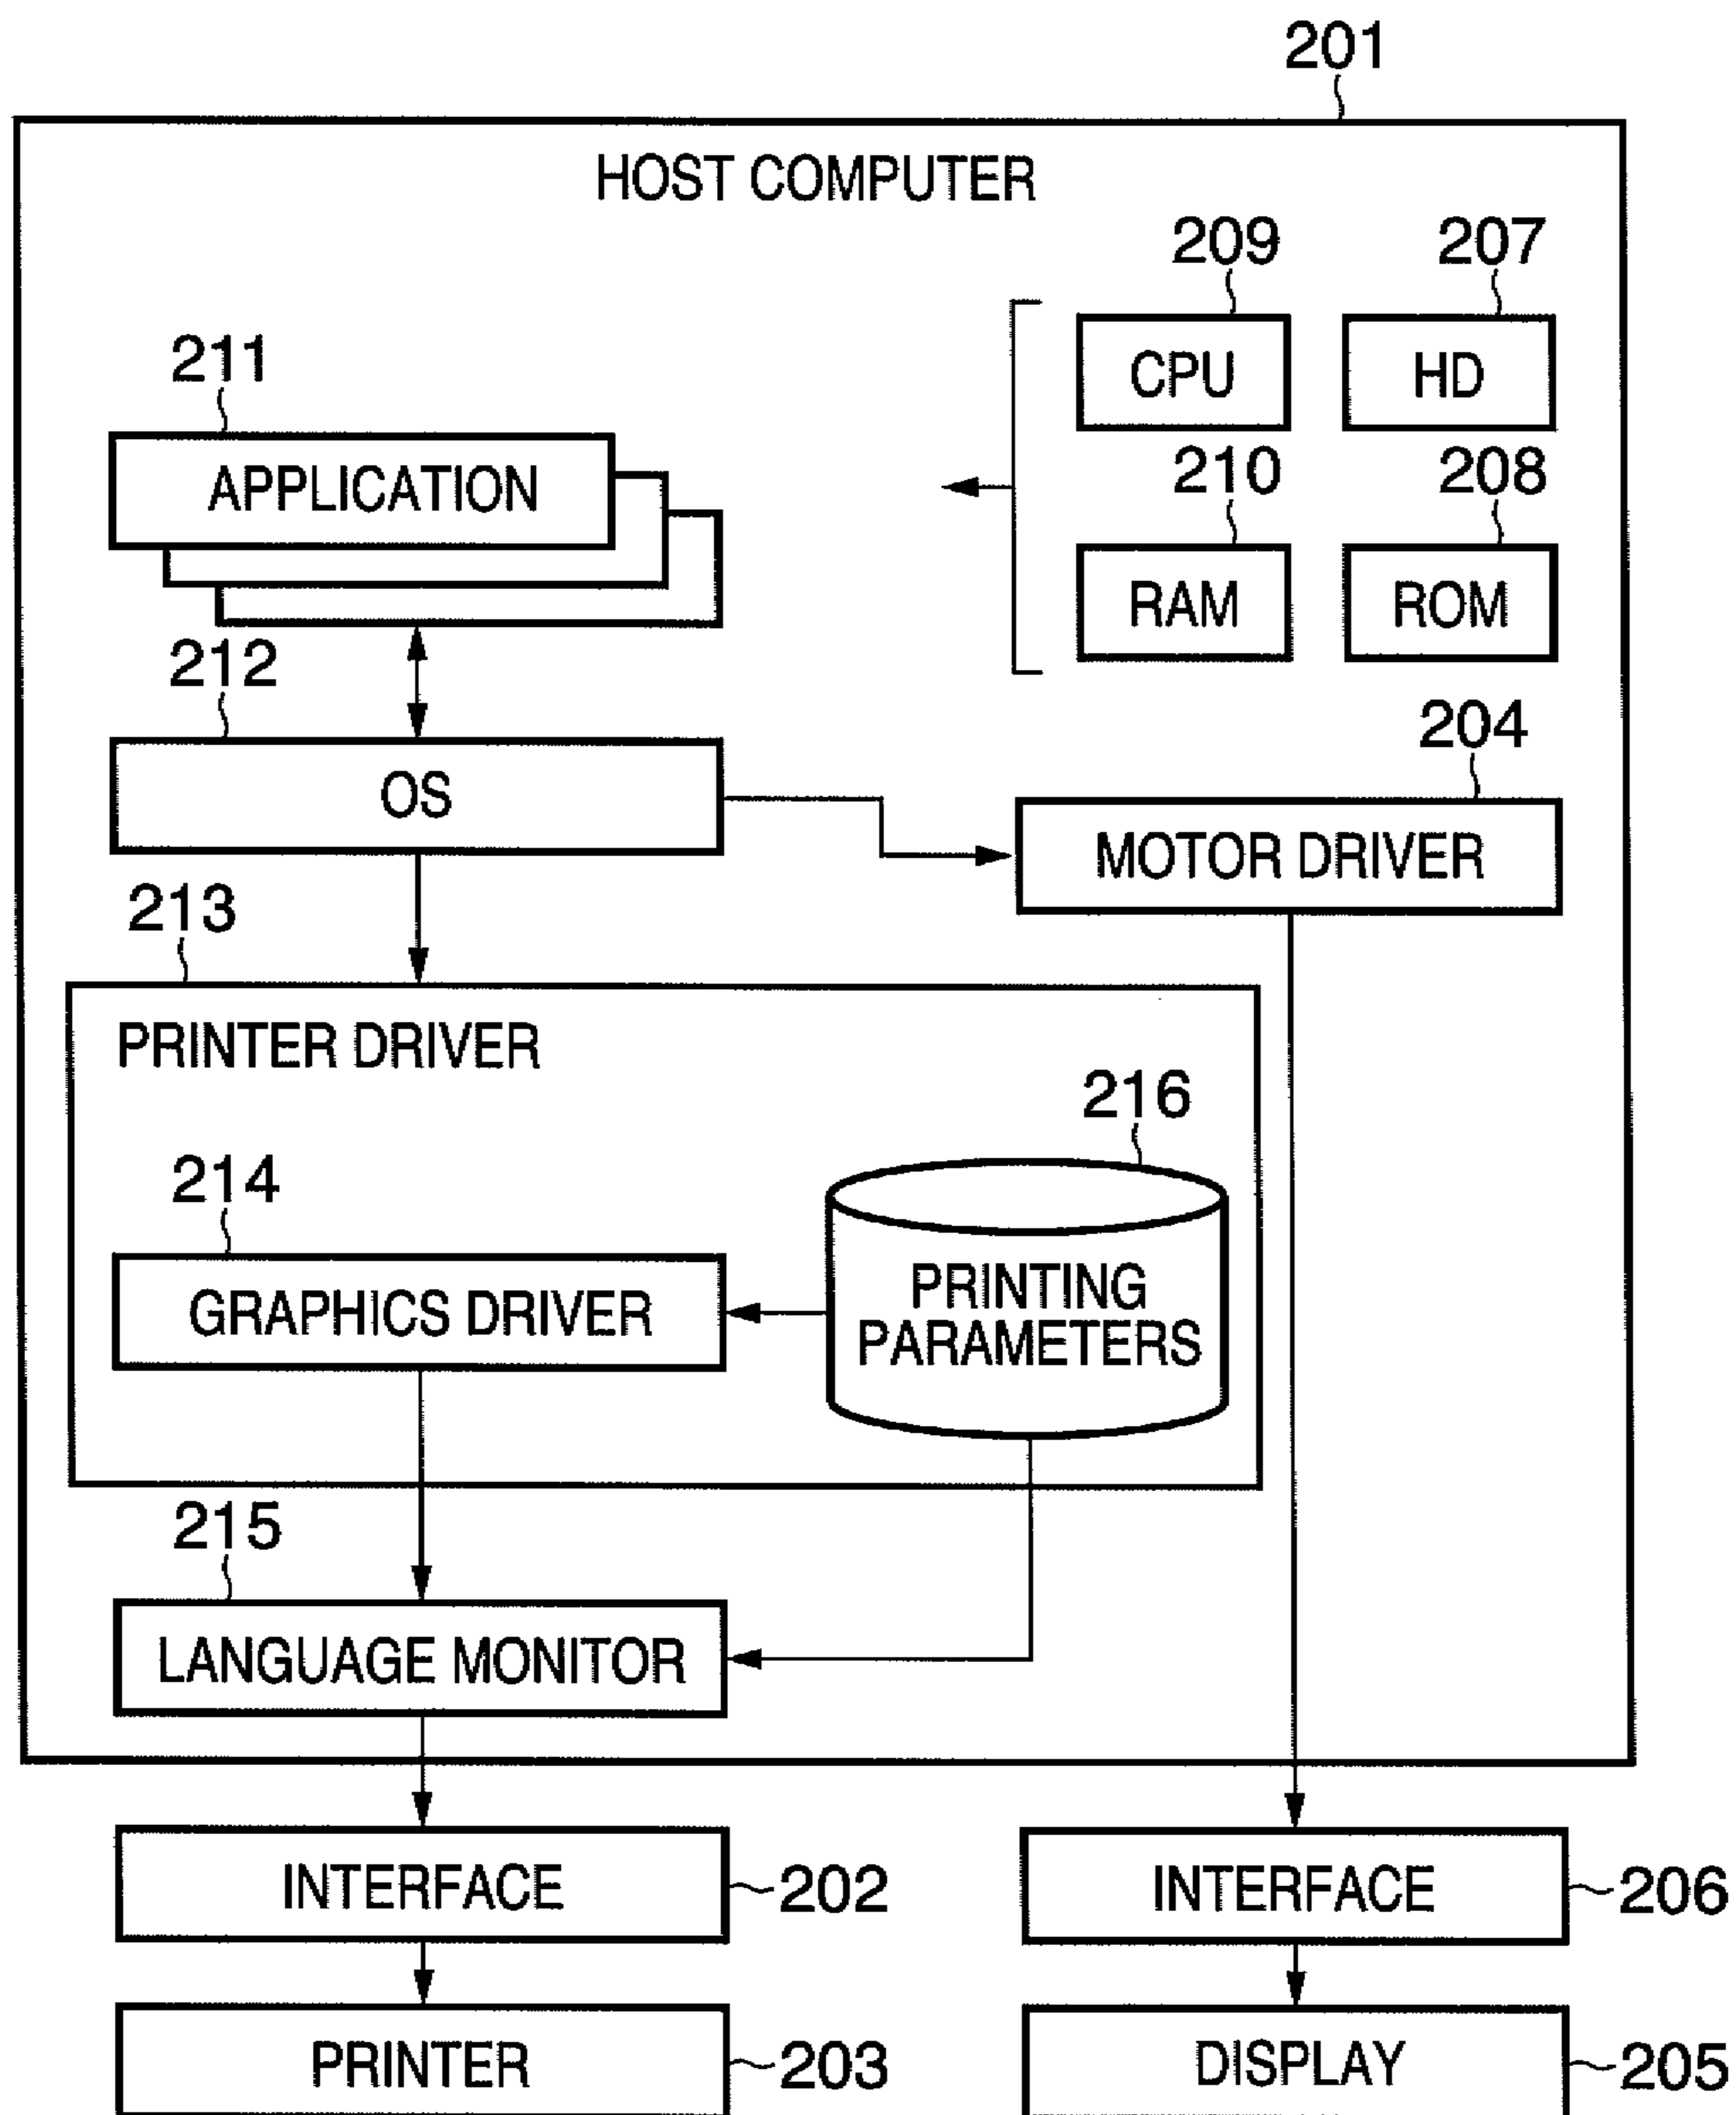 201
HOST COMPUTER
209
207
CPU
HD
211
APPLICATION
210
208
RAM
ROM
212
OS
204
MOTOR DRIVER
213
PRINTER DRIVER
216
214
PRINTING
PARAMETERS
GRAPHICS DRIVER
215
LANGUAGE MONITOR
INTERFACE
202
INTERFACE
206
PRINTER
203
DISPLAY
205